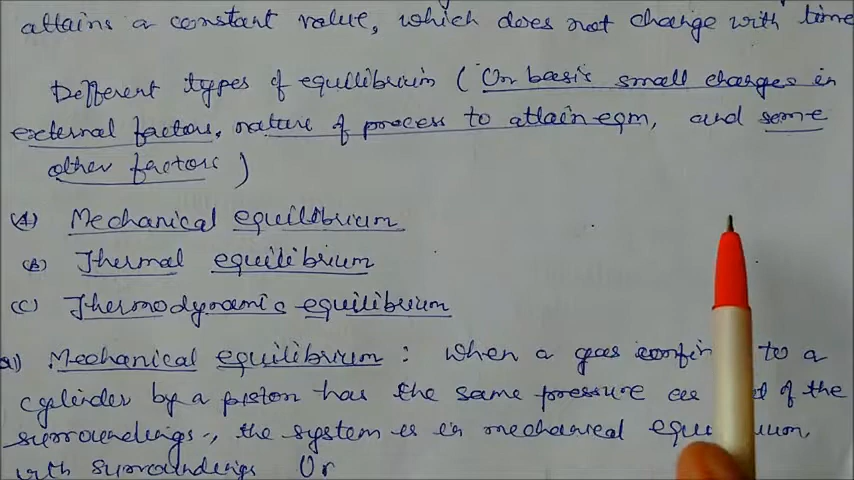 attains a constant value, which does not change with time
Different types of equilibrium ( On basis small changes in
external factors, nature of process to attain eqm, and some
other factors )
(A) Mechanical equilibrium
(B) Thermal equilibrium
(C) Thermodynamic equilibrium
a) Mechanical equilibrium : When a gas to a
cylinder by a piston has the same pressure as of the
surroundings, the system is in mechanical
with surroundings Or